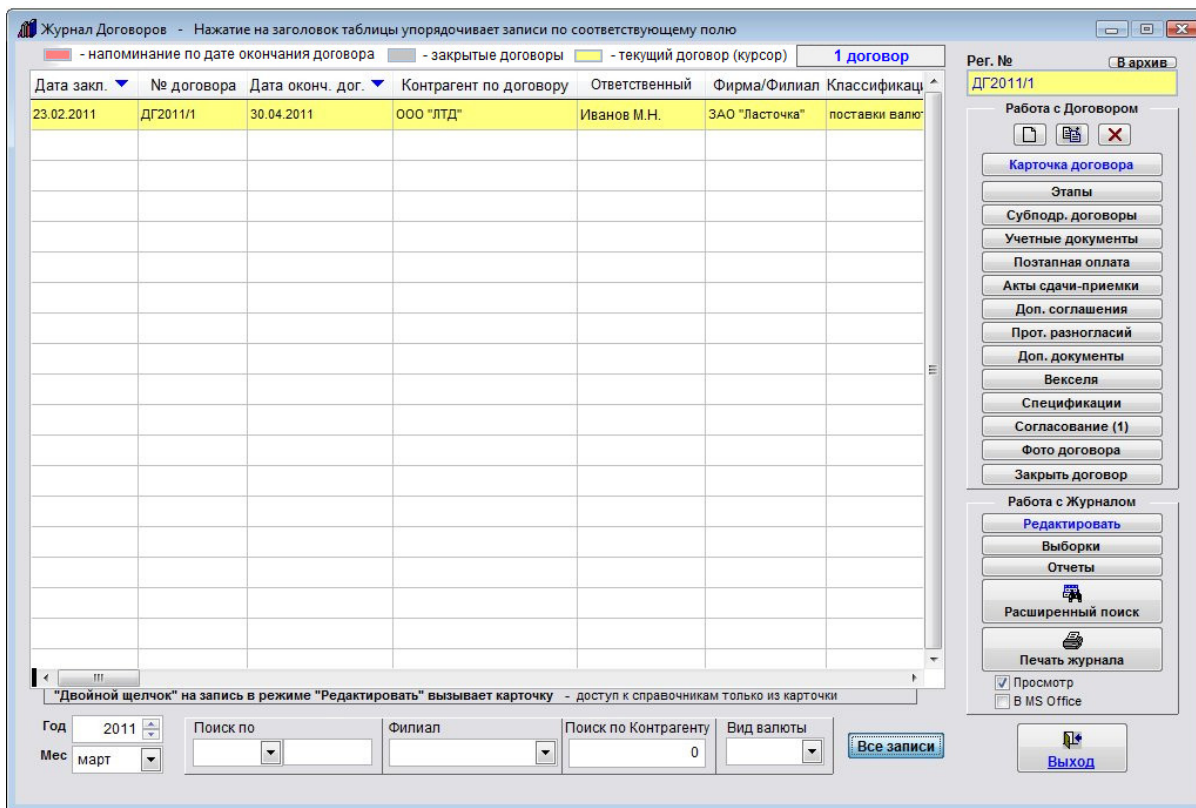 Журнал Договоров - Нажатие на заголовок таблицы упорядочивает записи по соответствующему полю
- напоминание по дате окончания договора - закрытые договоры - текущий договор (курсор) 1 договор
Рег. № В архив
ДГ2011/1
Дата закл. № договора Дата оконч. дог. Контрагент по договору Ответственный Фирма/Филиал Классификаци
23.02.2011 ДГ2011/1 30.04.2011 ООО "ЛТД" Иванов М.Н. ЗАО "Ласточка" поставки валют
Работа с Договором
Карточка договора
Этапы
Субподр. договоры
Учетные документы
Поэтапная оплата
Акты сдачи-приемки
Доп. соглашения
Прот. разногласий
Доп. документы
Векселя
Спецификации
Согласование (1)
Фото договора
Закрыть договор
Работа с Журналом
Редактировать
Выборки
Отчеты
Расширенный поиск
Печать журнала
Просмотр
В MS Office
Выход
"Двойной щелчок" на запись в режиме "Редактировать" вызывает карточку - доступ к справочникам только из карточки
Год 2011
Мес март
Поиск по
Филиал
Поиск по Контрагенту
0
Вид валюты
Все записи